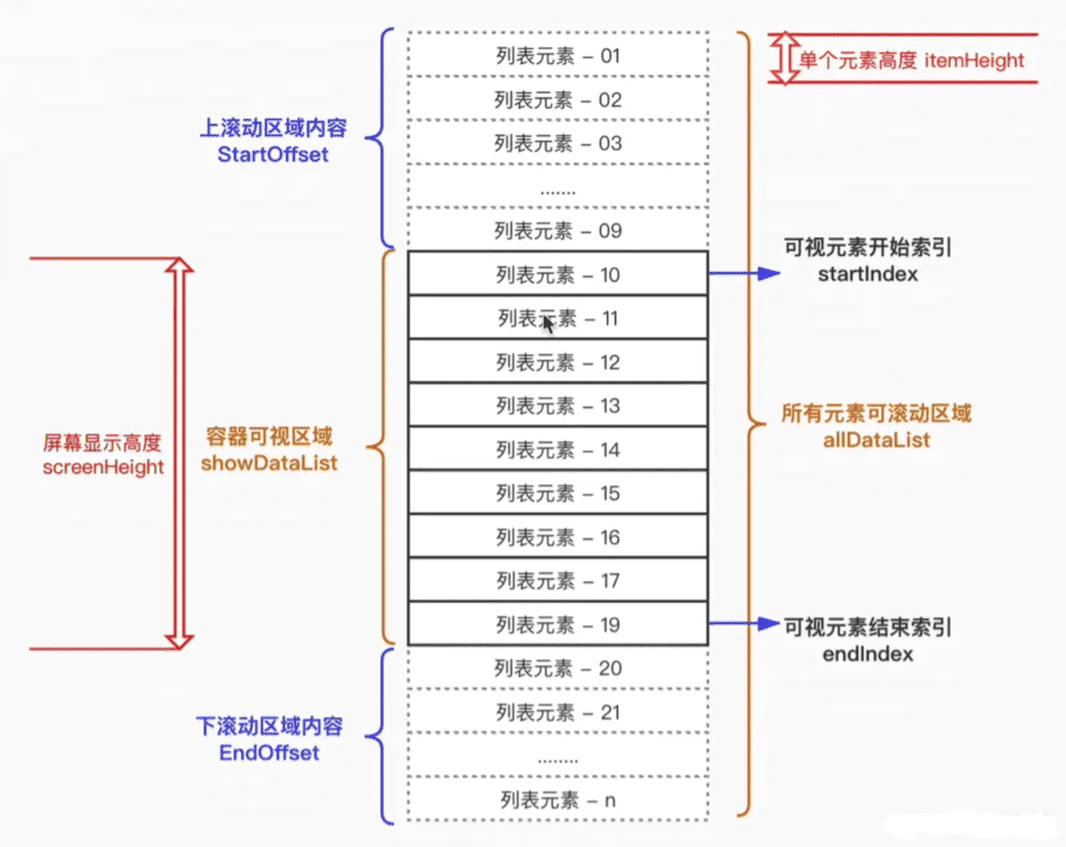 列表元素 – 01
列表元素 – 02
列表元素 – 03
.......
列表元素 – 09
列表元素 – 10
列表元素 – 11
列表元素 – 12
列表元素 – 13
列表元素 – 14
列表元素 – 15
列表元素 – 16
列表元素 – 17
列表元素 – 19
列表元素 – 20
列表元素 – 21
........
列表元素 – n
上滚动区域内容
StartOffset
屏幕显示高度
screenHeight
容器可视区域
showDataList
下滚动区域内容
EndOffset
单个元素高度 itemHeight
可视元素开始索引
startIndex
所有元素可滚动区域
allDataList
可视元素结束索引
endIndex